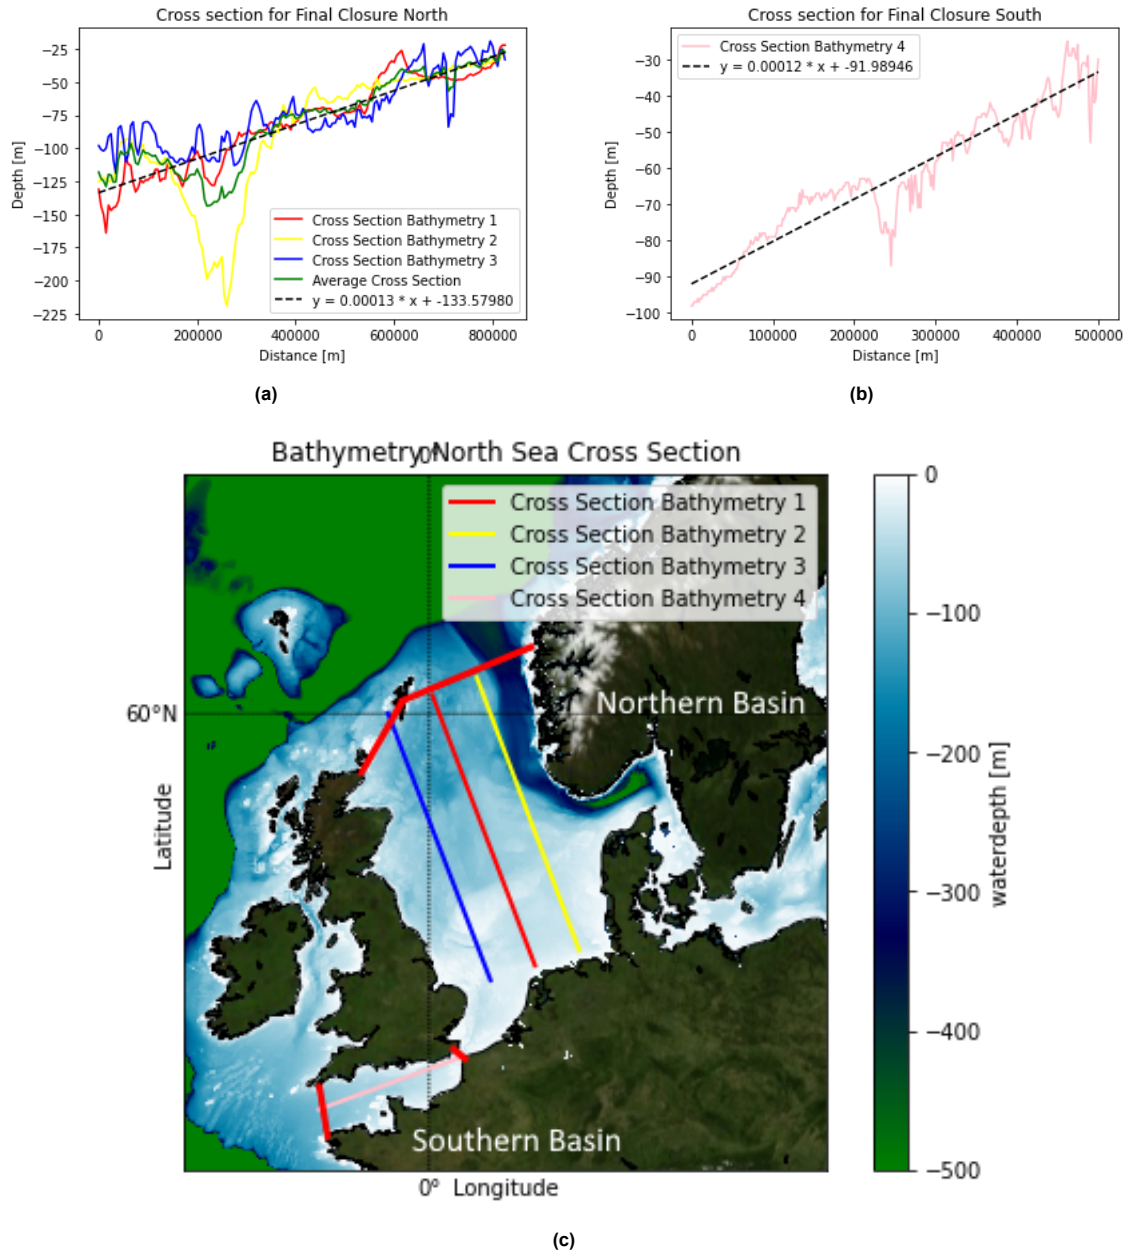 Cross section for Final Closure North
Depth [m]
−25
−50
−75
−100
−125
−150
−175
−200
−225
Cross Section Bathymetry 1
Cross Section Bathymetry 2
Cross Section Bathymetry 3
Average Cross Section
y = 0.00013 * x + -133.57980
0 200000 400000 600000 800000
Distance [m]
(a)
Cross section for Final Closure South
Depth [m]
−30
−40
−50
−60
−70
−80
−90
−100
Cross Section Bathymetry 4
y = 0.00012 * x + -91.98946
0 100000 200000 300000 400000 500000
Distance [m]
(b)
Bathymetry North Sea Cross Section
0°
Cross Section Bathymetry 1
Cross Section Bathymetry 2
Cross Section Bathymetry 3
Cross Section Bathymetry 4
60°N
Latitude
Northern Basin
Southern Basin
0° Longitude
0
−100
−200
−300
−400
−500
waterdepth [m]
(c)